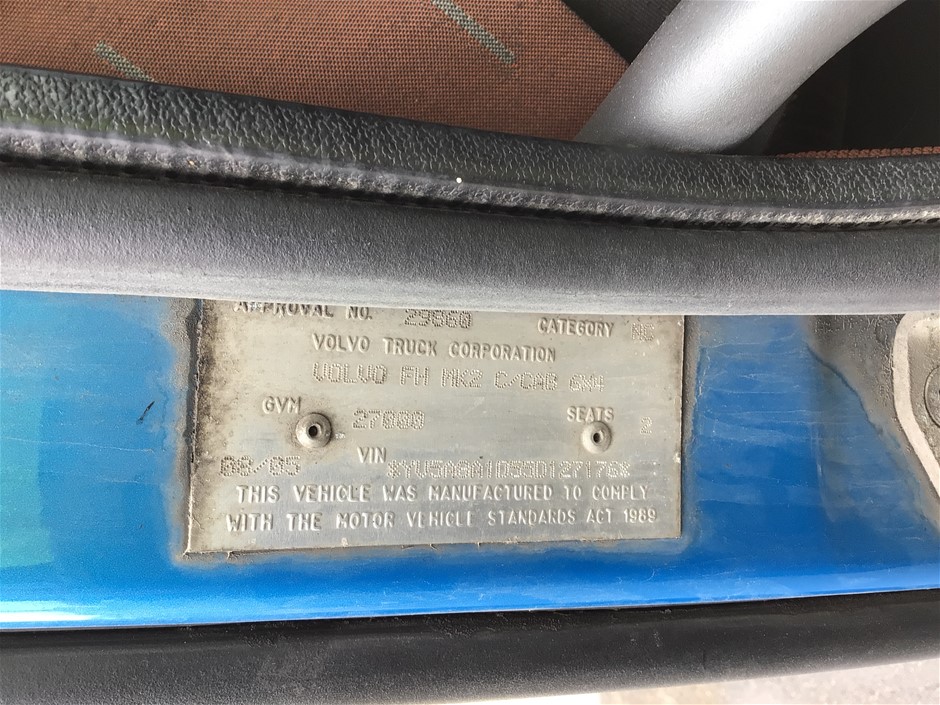 APPROVAL NO. 29860 CATEGORY NC
VOLVO TRUCK CORPORATION
VOLVO FH MK2 C/CAB 6X4
GVM 27000 SEATS 2
08/05 VIN
THIS VEHICLE WAS MANUFACTURED TO COMPLY
WITH THE MOTOR VEHICLE STANDARDS ACT 1989